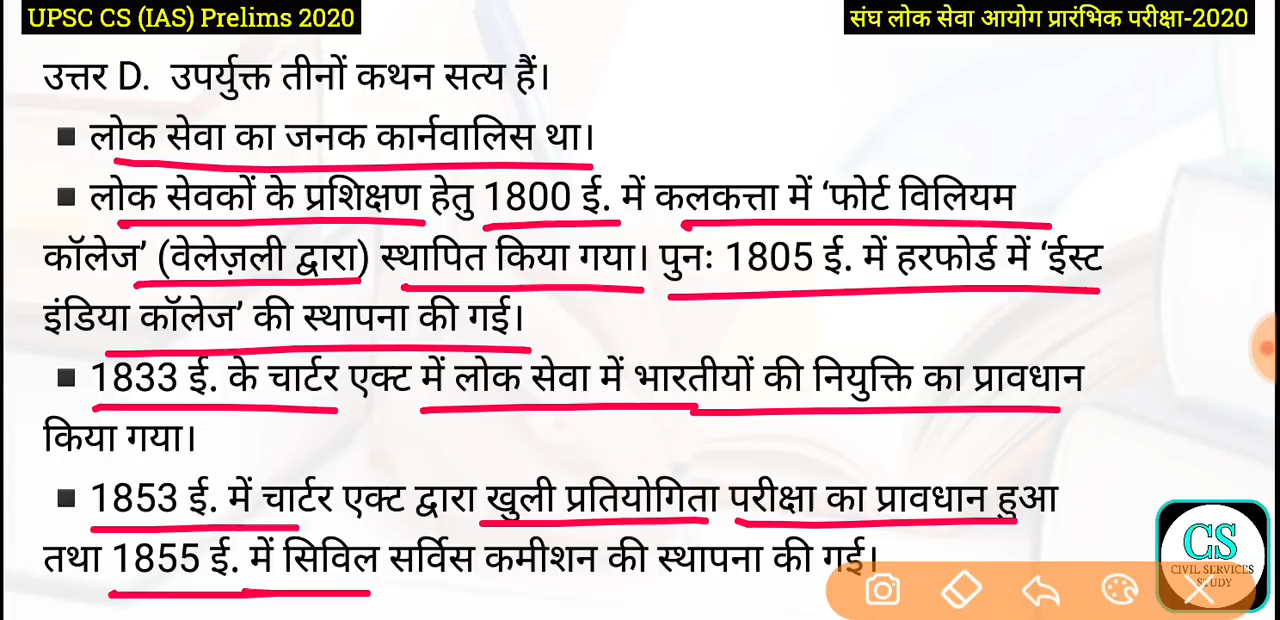 UPSC CS (IAS) Prelims 2020
संघ लोक सेवा आयोग प्रारंभिक परीक्षा-2020
उत्तर D. उपर्युक्त तीनों कथन सत्य हैं।
▪ लोक सेवा का जनक कार्नवालिस था।
▪ लोक सेवकों के प्रशिक्षण हेतु 1800 ई. में कलकत्ता में ‘फोर्ट विलियम
कॉलेज’ (वेलेज़ली द्वारा) स्थापित किया गया। पुनः 1805 ई. में हरफोर्ड में ‘ईस्ट
इंडिया कॉलेज’ की स्थापना की गई।
▪ 1833 ई. के चार्टर एक्ट में लोक सेवा में भारतीयों की नियुक्ति का प्रावधान
किया गया।
▪ 1853 ई. में चार्टर एक्ट द्वारा खुली प्रतियोगिता परीक्षा का प्रावधान हुआ
तथा 1855 ई. में सिविल सर्विस कमीशन की स्थापना की गई।
CS
CIVIL SERVICES
STUDY